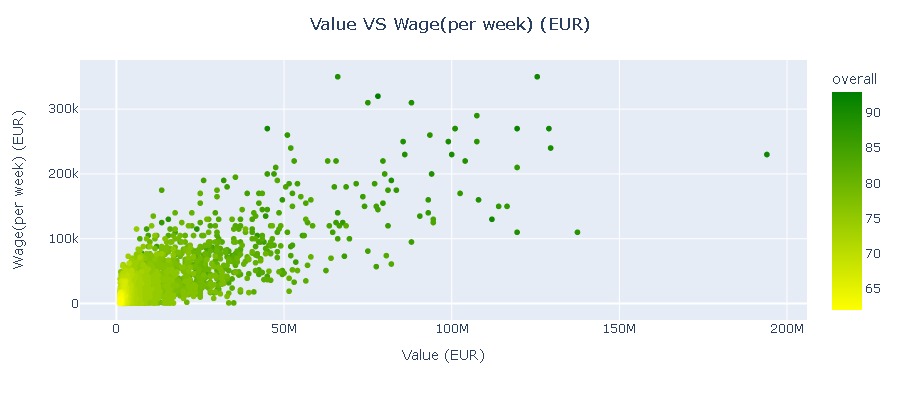 Value VS Wage(per week) (EUR)
overall
Wage(per week) (EUR)
300k
200k
100k
0
90
85
80
75
70
65
0
50M
100M
150M
200M
Value (EUR)